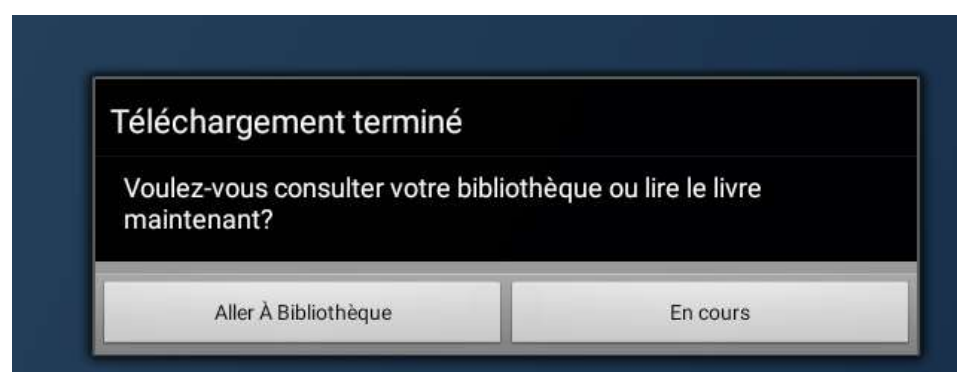 Téléchargement terminé
Voulez-vous consulter votre bibliothèque ou lire le livre
maintenant?
Aller À Bibliothèque
En cours